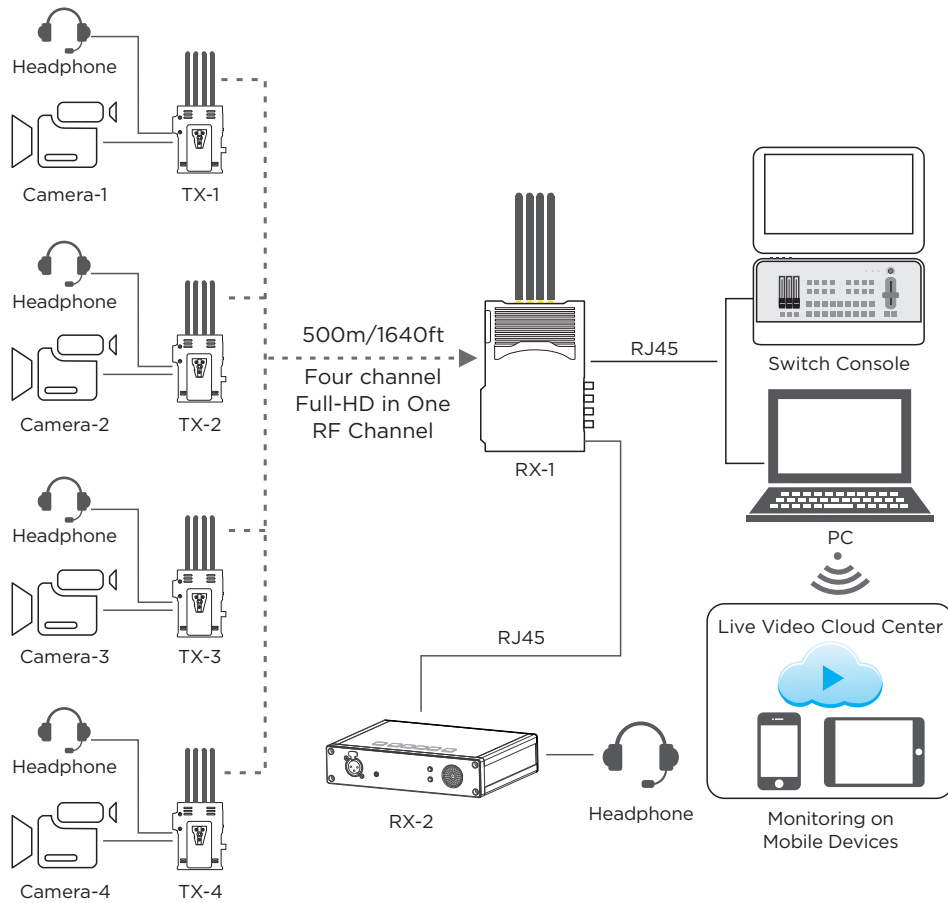 Headphone
Camera-1
TX-1
Headphone
Camera-2
TX-2
Headphone
Camera-3
TX-3
Headphone
Camera-4
TX-4
500m/1640ft
Four channel
Full-HD in One
RF Channel
RX-1
RJ45
Switch Console
PC
RJ45
RX-2
Headphone
Live Video Cloud Center
Monitoring on
Mobile Devices